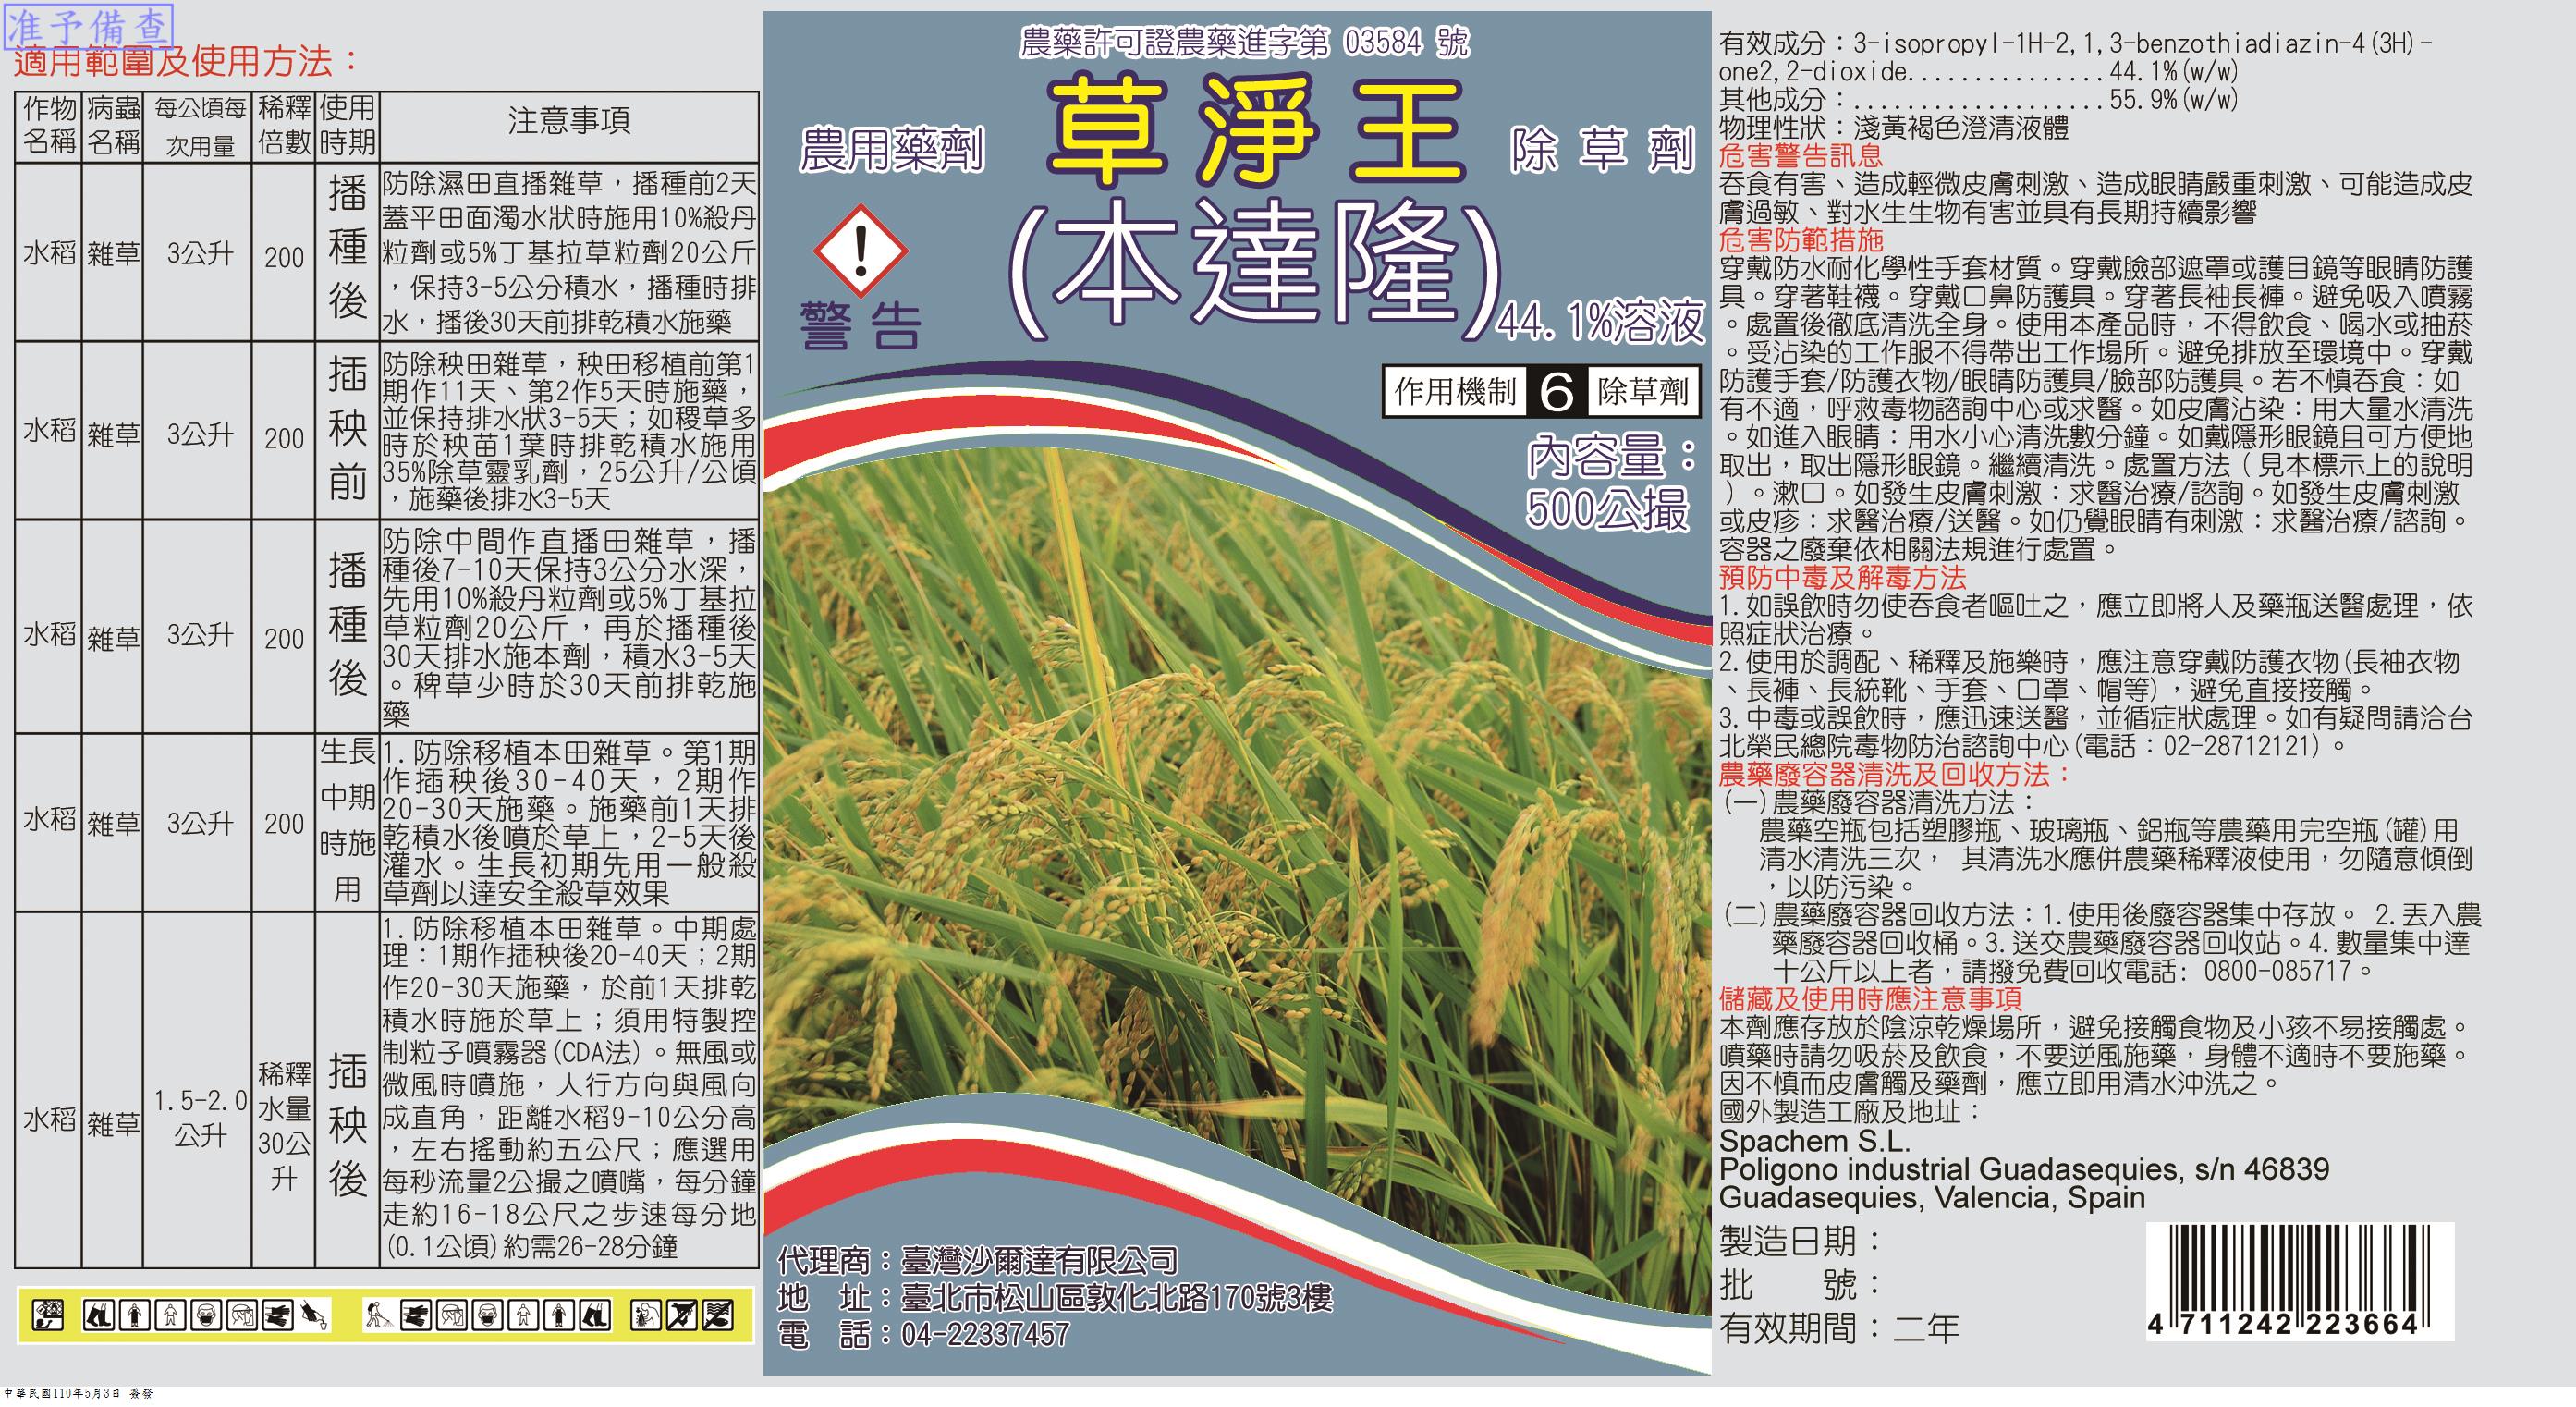 准予備查
適用範圍及使用方法：
作物名稱
病蟲名稱
每公頃每次用量
稀釋倍數
使用時期
注意事項
水稻
雜草
3公升
200
播種後
防除濕田直播雜草，播種前2天
蓋平田面濁水狀時施用10%殺丹
粒劑或5%丁基拉草粒劑20公斤
，保持3-5公分積水，播種時排
水，播後30天前排乾積水施藥
水稻
雜草
3公升
200
插秧前
防除秧田雜草，秧田移植前第1
期作11天、第2作5天時施藥，
並保持排水狀3-5天；如稷草多
時於秧苗1葉時排乾積水施用
35%除草靈乳劑，25公升/公頃
，施藥後排水3-5天
水稻
雜草
3公升
200
播種後
防除中間作直播田雜草，播
種後7-10天保持3公分水深，
先用10%殺丹粒劑或5%丁基拉
草粒劑20公斤，再於播種後
30天排水施本劑，積水3-5天
。稗草少時於30天前排乾施
藥
水稻
雜草
3公升
200
生長中期時施用
1.防除移植本田雜草。第1期
作插秧後30-40天，2期作
20-30天施藥。施藥前1天排
乾積水後噴於草上，2-5天後
灌水。生長初期先用一般殺
草劑以達安全殺草效果
水稻
雜草
1.5-2.0公升
稀釋水量30公升
插秧後
1.防除移植本田雜草。中期處
理：1期作插秧後20-40天；2期
作20-30天施藥，於前1天排乾
積水時施於草上；須用特製控
制粒子噴霧器(CDA法)。無風或
微風時噴施，人行方向與風向
成直角，距離水稻9-10公分高
，左右搖動約五公尺；應選用
每秒流量2公撮之噴嘴，每分鐘
走約16-18公尺之步速每分地
(0.1公頃)約需26-28分鐘
中華民國110年5月3日 簽發
農藥許可證農藥進字第 03584 號
農用藥劑
草淨王
除草劑
(本達隆)
44.1%溶液
警告
作用機制 6 除草劑
內容量：
500公撮
代理商：臺灣沙爾達有限公司
地　址：臺北市松山區敦化北路170號3樓
電　話：04-22337457
有效成分：3-isopropyl-1H-2,1,3-benzothiadiazin-4(3H)-
one2,2-dioxide...............44.1%(w/w)
其他成分：...................55.9%(w/w)
物理性狀：淺黃褐色澄清液體
危害警告訊息
吞食有害、造成輕微皮膚刺激、造成眼睛嚴重刺激、可能造成皮
膚過敏、對水生生物有害並具有長期持續影響
危害防範措施
穿戴防水耐化學性手套材質。穿戴臉部遮罩或護目鏡等眼睛防護
具。穿著鞋襪。穿戴口鼻防護具。穿著長袖長褲。避免吸入噴霧
。處置後徹底清洗全身。使用本產品時，不得飲食、喝水或抽菸
。受沾染的工作服不得帶出工作場所。避免排放至環境中。穿戴
防護手套/防護衣物/眼睛防護具/臉部防護具。若不慎吞食：如
有不適，呼救毒物諮詢中心或求醫。如皮膚沾染：用大量水清洗
。如進入眼睛：用水小心清洗數分鐘。如戴隱形眼鏡且可方便地
取出，取出隱形眼鏡。繼續清洗。處置方法（見本標示上的說明
）。漱口。如發生皮膚刺激：求醫治療/諮詢。如發生皮膚刺激
或皮疹：求醫治療/送醫。如仍覺眼睛有刺激：求醫治療/諮詢。
容器之廢棄依相關法規進行處置。
預防中毒及解毒方法
1.如誤飲時勿使吞食者嘔吐之，應立即將人及藥瓶送醫處理，依
照症狀治療。
2.使用於調配、稀釋及施藥時，應注意穿戴防護衣物(長袖衣物
、長褲、長統靴、手套、口罩、帽等)，避免直接接觸。
3.中毒或誤飲時，應迅速送醫，並循症狀處理。如有疑問請洽台
北榮民總院毒物防治諮詢中心(電話：02-28712121)。
農藥廢容器清洗及回收方法：
(一)農藥廢容器清洗方法：
農藥空瓶包括塑膠瓶、玻璃瓶、鋁瓶等農藥用完空瓶(罐)用
清水清洗三次， 其清洗水應併農藥稀釋液使用，勿隨意傾倒
，以防污染。
(二)農藥廢容器回收方法：1.使用後廢容器集中存放。 2.丟入農
藥廢容器回收桶。3.送交農藥廢容器回收站。4.數量集中達
十公斤以上者，請撥免費回收電話: 0800-085717。
儲藏及使用時應注意事項
本劑應存放於陰涼乾燥場所，避免接觸食物及小孩不易接觸處。
噴藥時請勿吸菸及飲食，不要逆風施藥，身體不適時不要施藥。
因不慎而皮膚觸及藥劑，應立即用清水沖洗之。
國外製造工廠及地址：
Spachem S.L.
Poligono industrial Guadasequies, s/n 46839
Guadasequies, Valencia, Spain
製造日期：
批　　號：
有效期間：二年
4 711242 223664